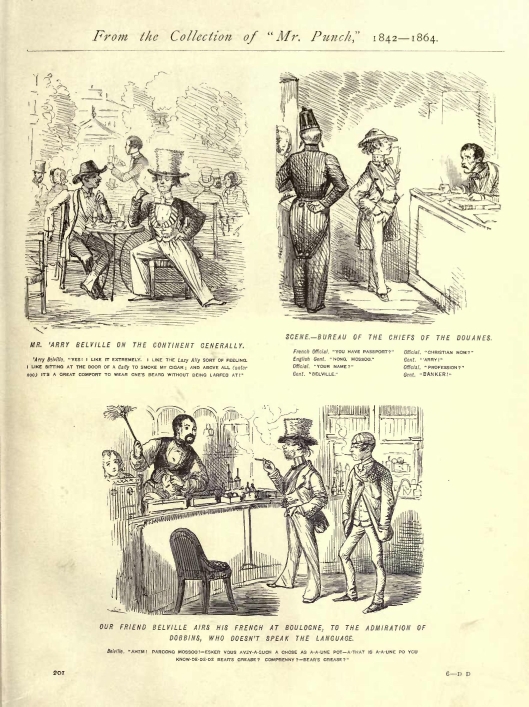 From the Collection of "Mr. Punch," 1842—1864.
MR. 'ARRY BELVILLE ON THE CONTINENT GENERALLY.
'Arry Belville. "YES! I LIKE IT EXTREMELY. I LIKE THE Lazy Ally SORT OF FEELING.
I LIKE SITTING AT THE DOOR OF A Caffy TO SMOKE MY CIGAR; AND ABOVE ALL (onter
noo) IT'S A GREAT COMFORT TO WEAR ONE'S BEARD WITHOUT BEING LARFED AT!"
SCENE.—BUREAU OF THE CHIEFS OF THE DOUANES.
French Official. "YOU HAVE PASSPORT?"
English Gent. "NONG, MOSSOO."
Official. "YOUR NAME?"
Gent. "BELVILLE."
Official. "CHRISTIAN NOM?"
Gent. "'ARRY!"
Official. "PROFESSION?"
Gent. "BANKER!"
OUR FRIEND BELVILLE AIRS HIS FRENCH AT BOULOGNE, TO THE ADMIRATION OF
DOBBINS, WHO DOESN'T SPEAK THE LANGUAGE.
Belville. "AHEM! PARDONG MOSSOO!—ESKER VOUS AVVY-A-SUCH A CHOSE AS A-A-UNE POT—A-THAT IS A-A-UNE PO YOU
KNOW-DE-DE-DE BEAR'S GREASE? COMPRENNY?—BEAR'S GREASE?"
201
6—D D